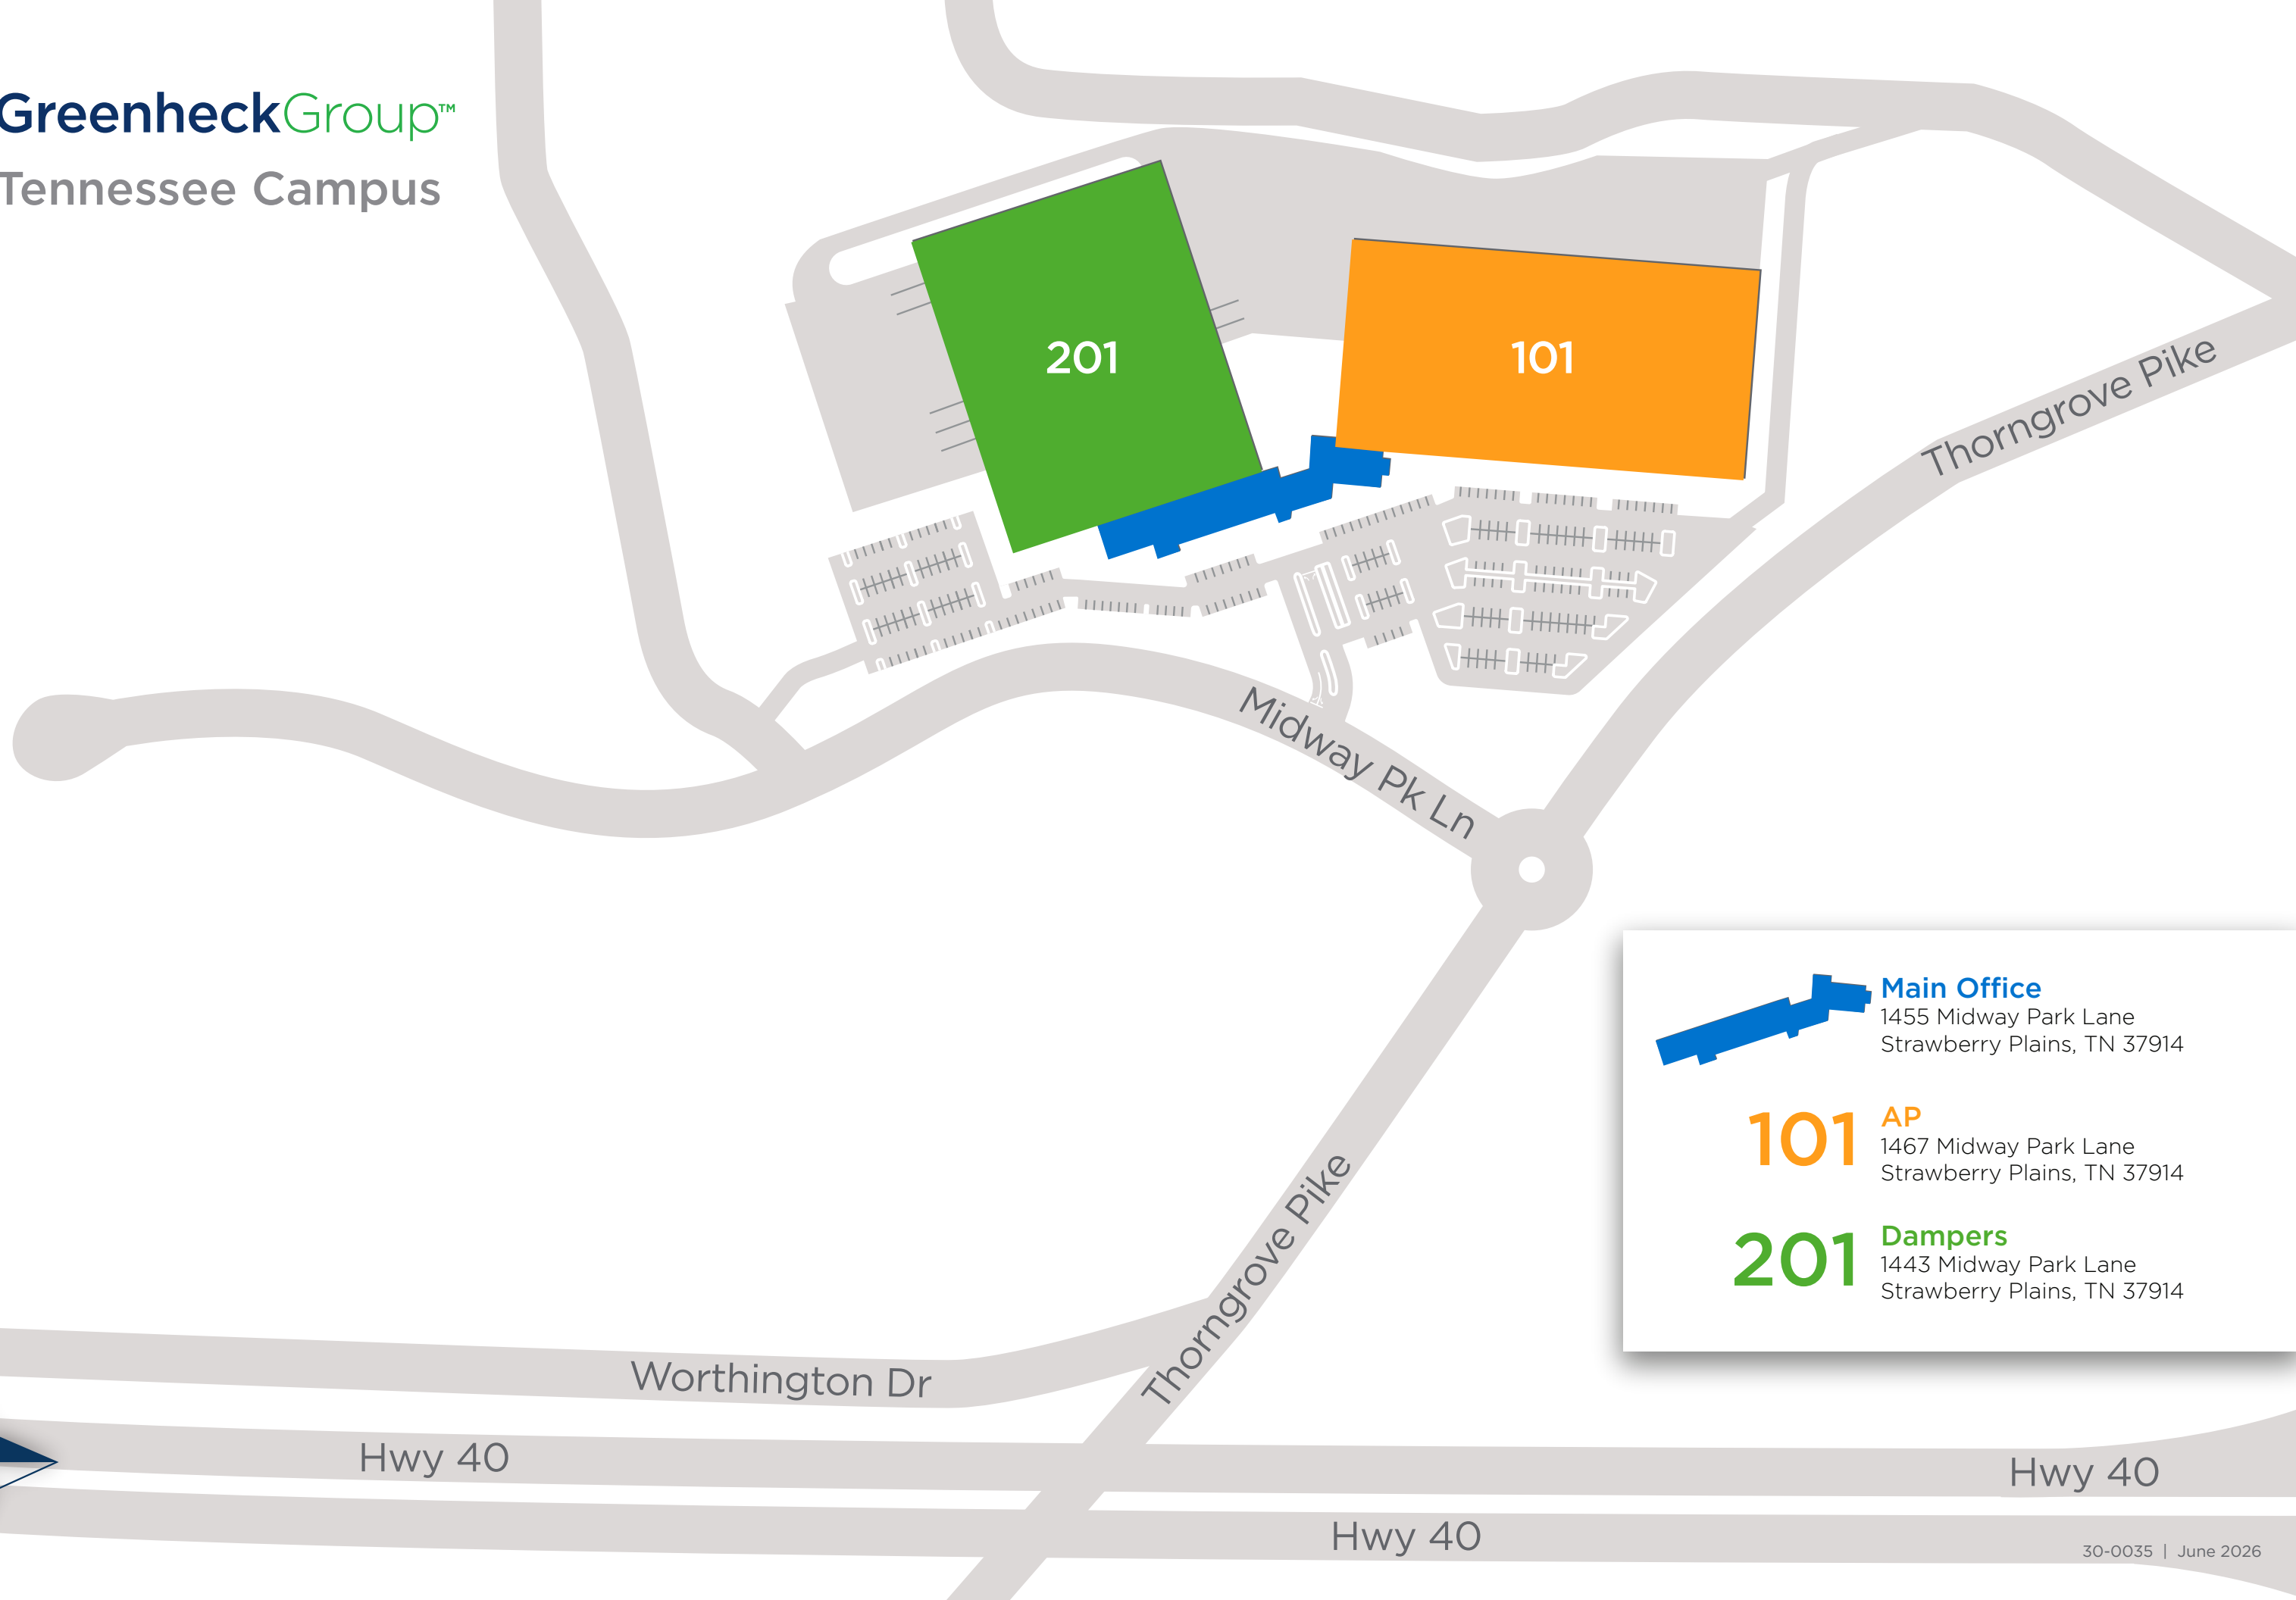 GreenheckGroup™
Tennessee Campus
201
101
Thorngrove Pike
Midway Pk Ln
Main Office
1455 Midway Park Lane
Strawberry Plains, TN 37914
101
AP
1467 Midway Park Lane
Strawberry Plains, TN 37914
201
Dampers
1443 Midway Park Lane
Strawberry Plains, TN 37914
Thorngrove Pike
Worthington Dr
Hwy 40
Hwy 40
Hwy 40
30-0035 | June 2026